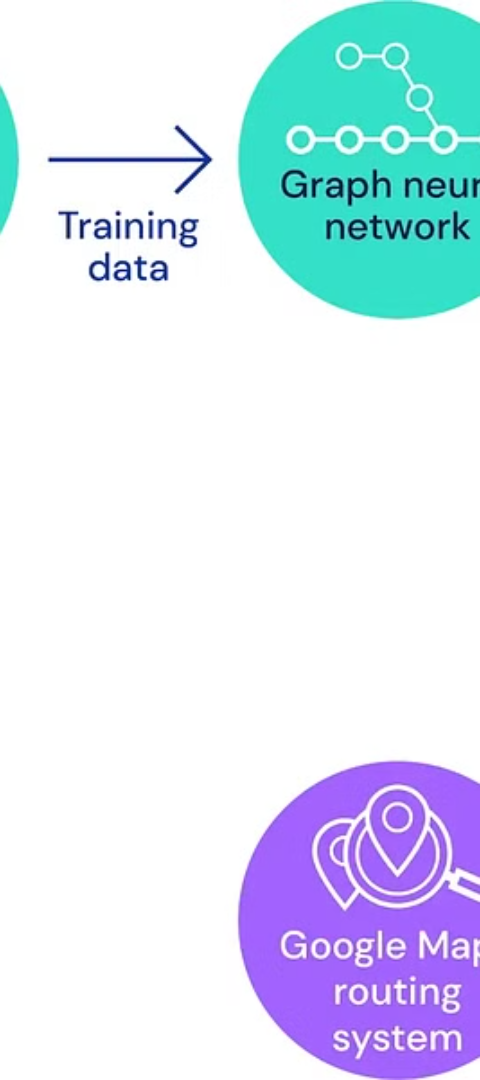 Graph neur
network
Training
data
Google Map
routing
system